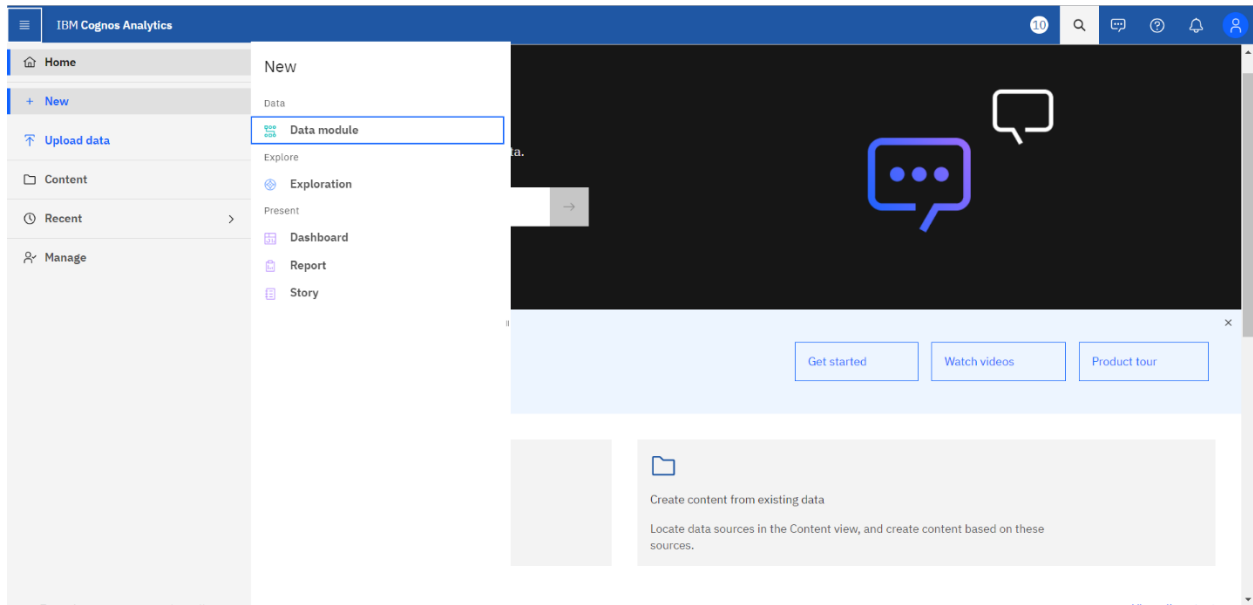 IBM Cognos Analytics
10
Home
New
Upload data
Content
Recent
Manage
New
Data
Data module
Explore
Exploration
Present
Dashboard
Report
Story
ta.
Get started
Watch videos
Product tour
Create content from existing data
Locate data sources in the Content view, and create content based on these
sources.